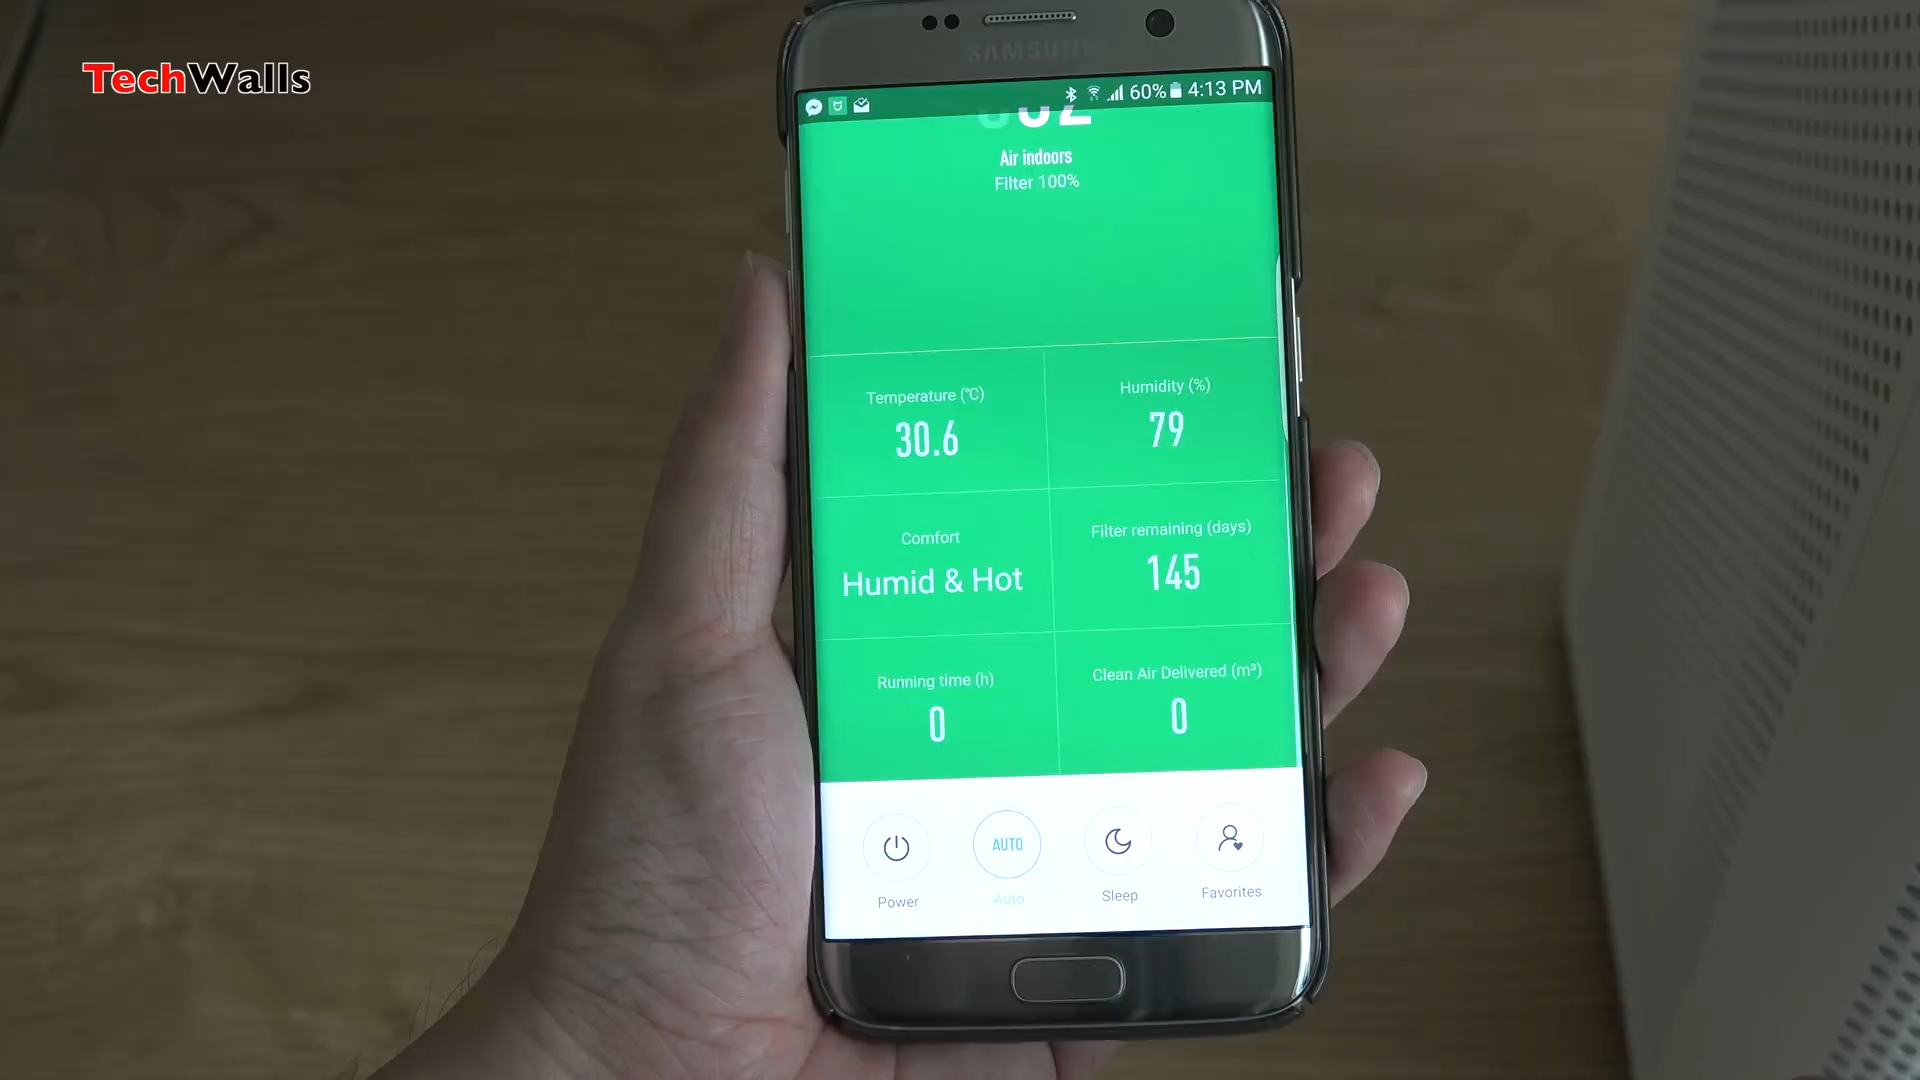 TechWalls
SAMSUNG
60% 4:13 PM
Air indoors
Filter 100%
Temperature (℃)
30.6
Humidity (%)
79
Comfort
Humid & Hot
Filter remaining (days)
145
Running time (h)
0
Clean Air Delivered (m³)
0
AUTO
Power
Auto
Sleep
Favorites